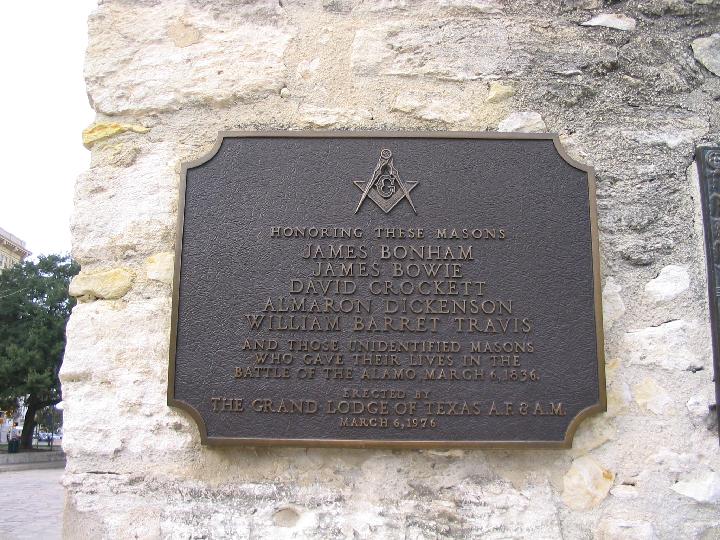 G
HONORING THESE MASONS
JAMES BONHAM
JAMES BOWIE
DAVID CROCKETT
ALMARON DICKENSON
WILLIAM BARRET TRAVIS
AND THOSE UNIDENTIFIED MASONS
WHO GAVE THEIR LIVES IN THE
BATTLE OF THE ALAMO MARCH 6, 1836.
ERECTED BY
THE GRAND LODGE OF TEXAS A.F. & A.M.
MARCH 6, 1976